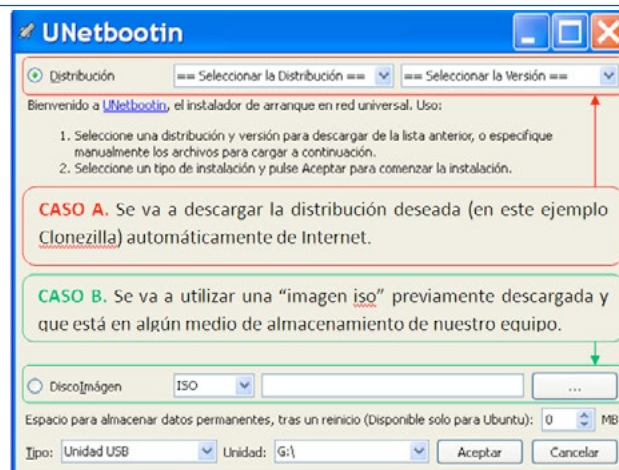 UNetbootin
Distribución == Seleccionar la Distribución == == Seleccionar la Versión ==
Bienvenido a UNetbootin, el instalador de arranque en red universal. Uso:
1. Seleccione una distribución y versión para descargar de la lista anterior, o especifique
manualmente los archivos para cargar a continuación.
2. Seleccione un tipo de instalación y pulse Aceptar para comenzar la instalación.
CASO A. Se va a descargar la distribución deseada (en este ejemplo
Clonezilla) automáticamente de Internet.
CASO B. Se va a utilizar una “imagen iso” previamente descargada y
que está en algún medio de almacenamiento de nuestro equipo.
DiscoImágen ISO ...
Espacio para almacenar datos permanentes, tras un reinicio (Disponible solo para Ubuntu): 0 MB
Tipo: Unidad USB Unidad: G:\ Aceptar Cancelar